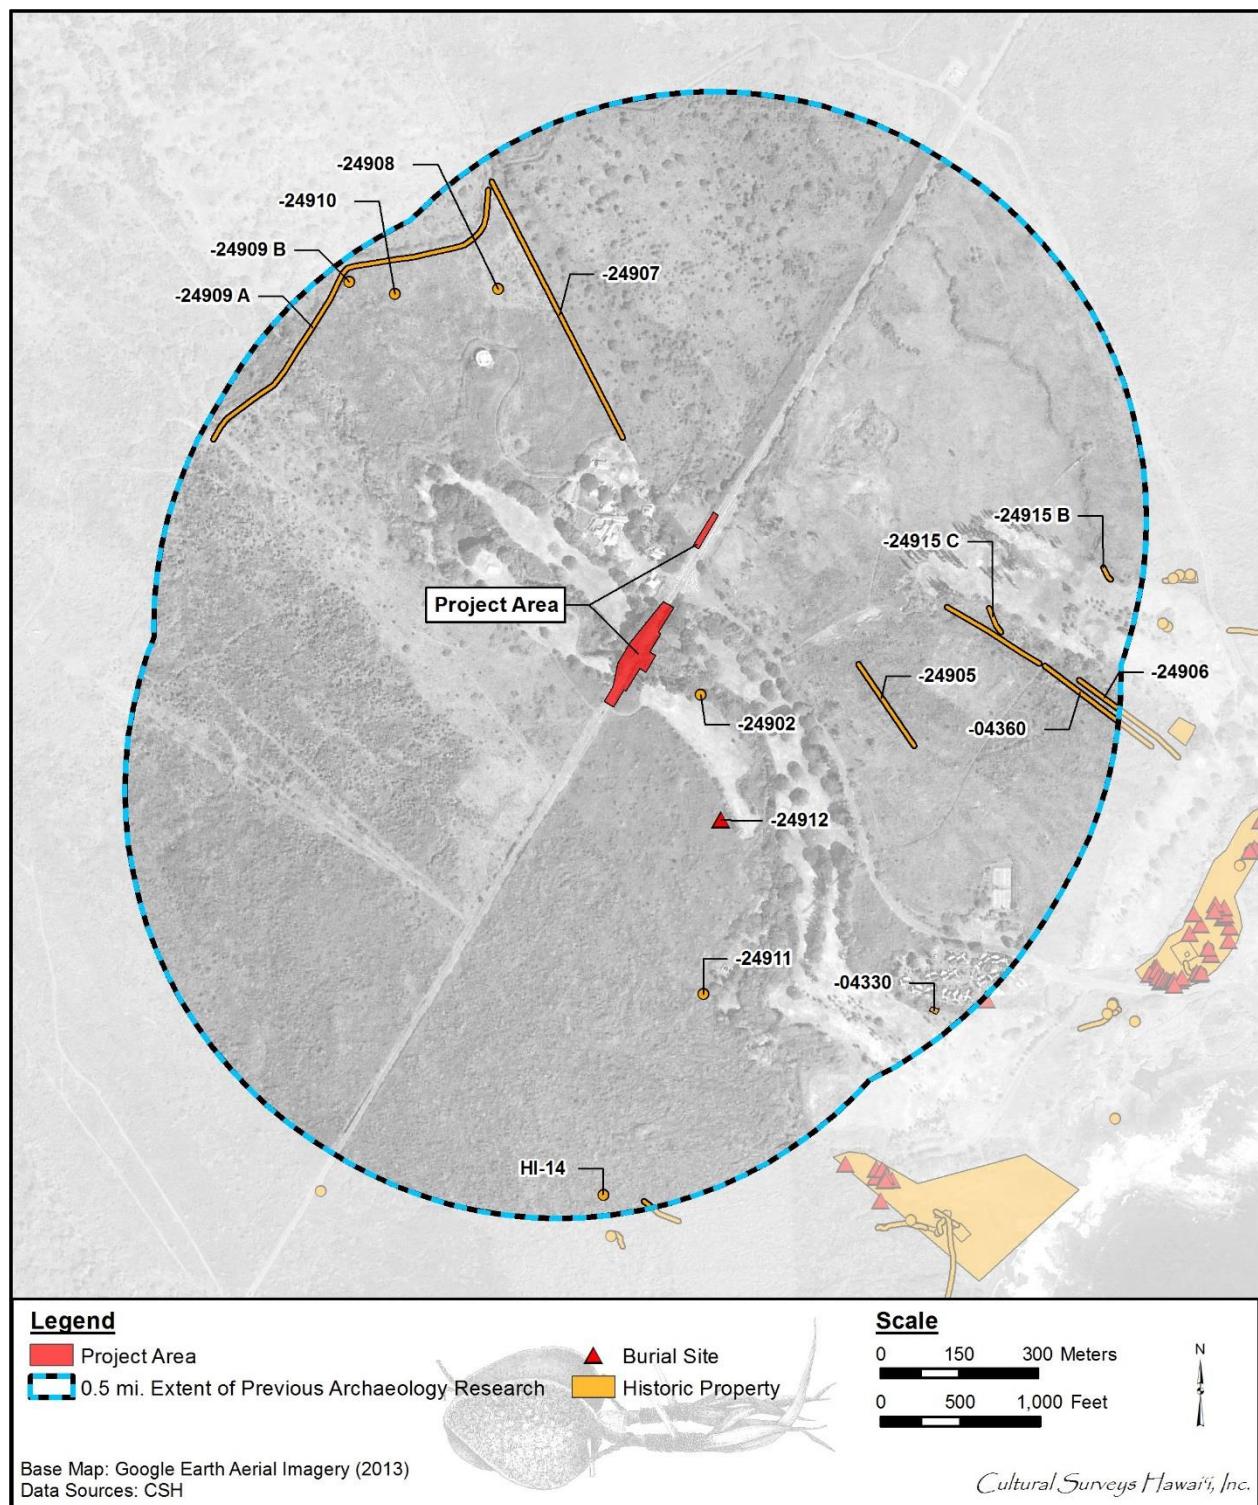 -24908
-24910
-24909 B
-24907
-24909 A
-24915 B
-24915 C
Project Area
-24905
-24906
-24902
-04360
-24912
-24911
-04330
HI-14
Legend
Project Area
0.5 mi. Extent of Previous Archaeology Research
Burial Site
Historic Property
Scale
0 150 300 Meters
0 500 1,000 Feet
N
Base Map: Google Earth Aerial Imagery (2013)
Data Sources: CSH
Cultural Surveys Hawai‘i, Inc.